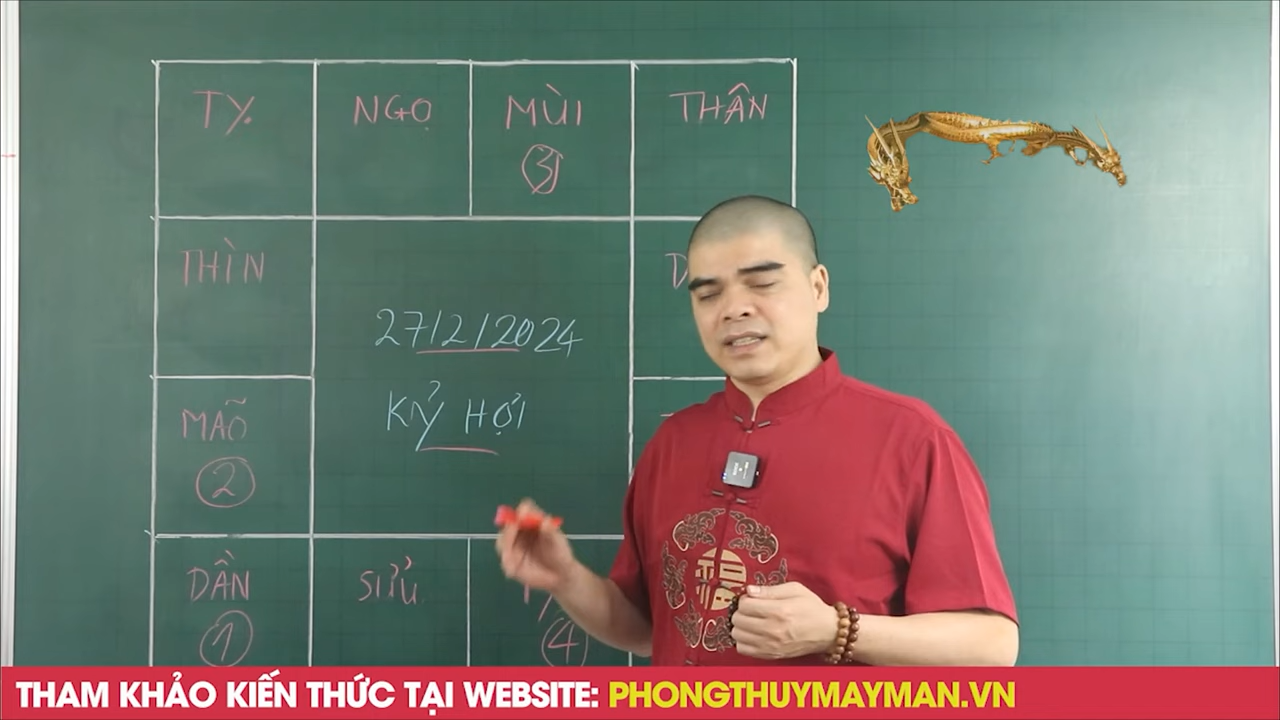 TỴ NGỌ MÙI THÂN
③
THÌN
27/2/2024
MÃO KỶ HỢI
②
DẦN SỬU
① ④
THAM KHẢO KIẾN THỨC TẠI WEBSITE: PHONGTHUYMAYMAN.VN